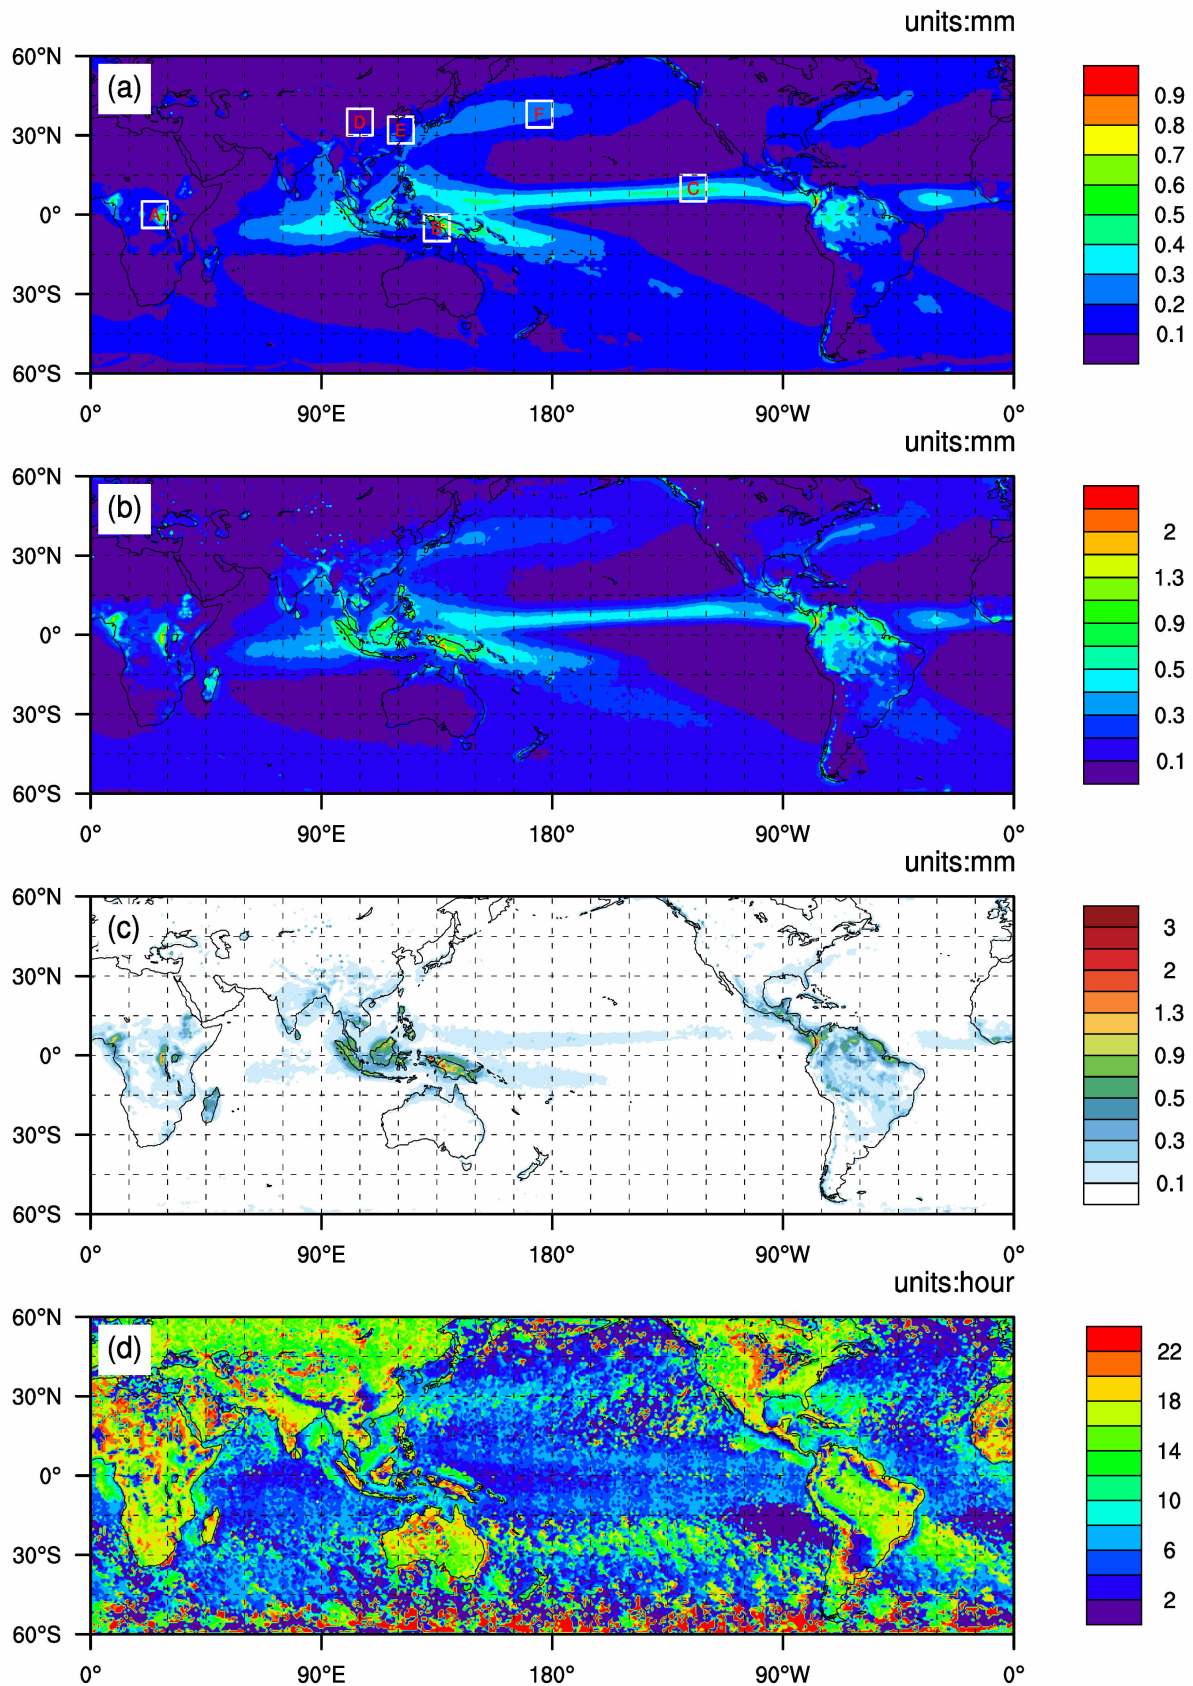 units:mm
60°N
30°N
0°
30°S
60°S
(a)
A
B
C
D
E
F
0°
90°E
180°
90°W
0°
0.9
0.8
0.7
0.6
0.5
0.4
0.3
0.2
0.1
units:mm
60°N
30°N
0°
30°S
60°S
(b)
0°
90°E
180°
90°W
0°
2
1.3
0.9
0.5
0.3
0.1
units:mm
60°N
30°N
0°
30°S
60°S
(c)
0°
90°E
180°
90°W
0°
3
2
1.3
0.9
0.5
0.3
0.1
units:hour
60°N
30°N
0°
30°S
60°S
(d)
0°
90°E
180°
90°W
0°
22
18
14
10
6
2